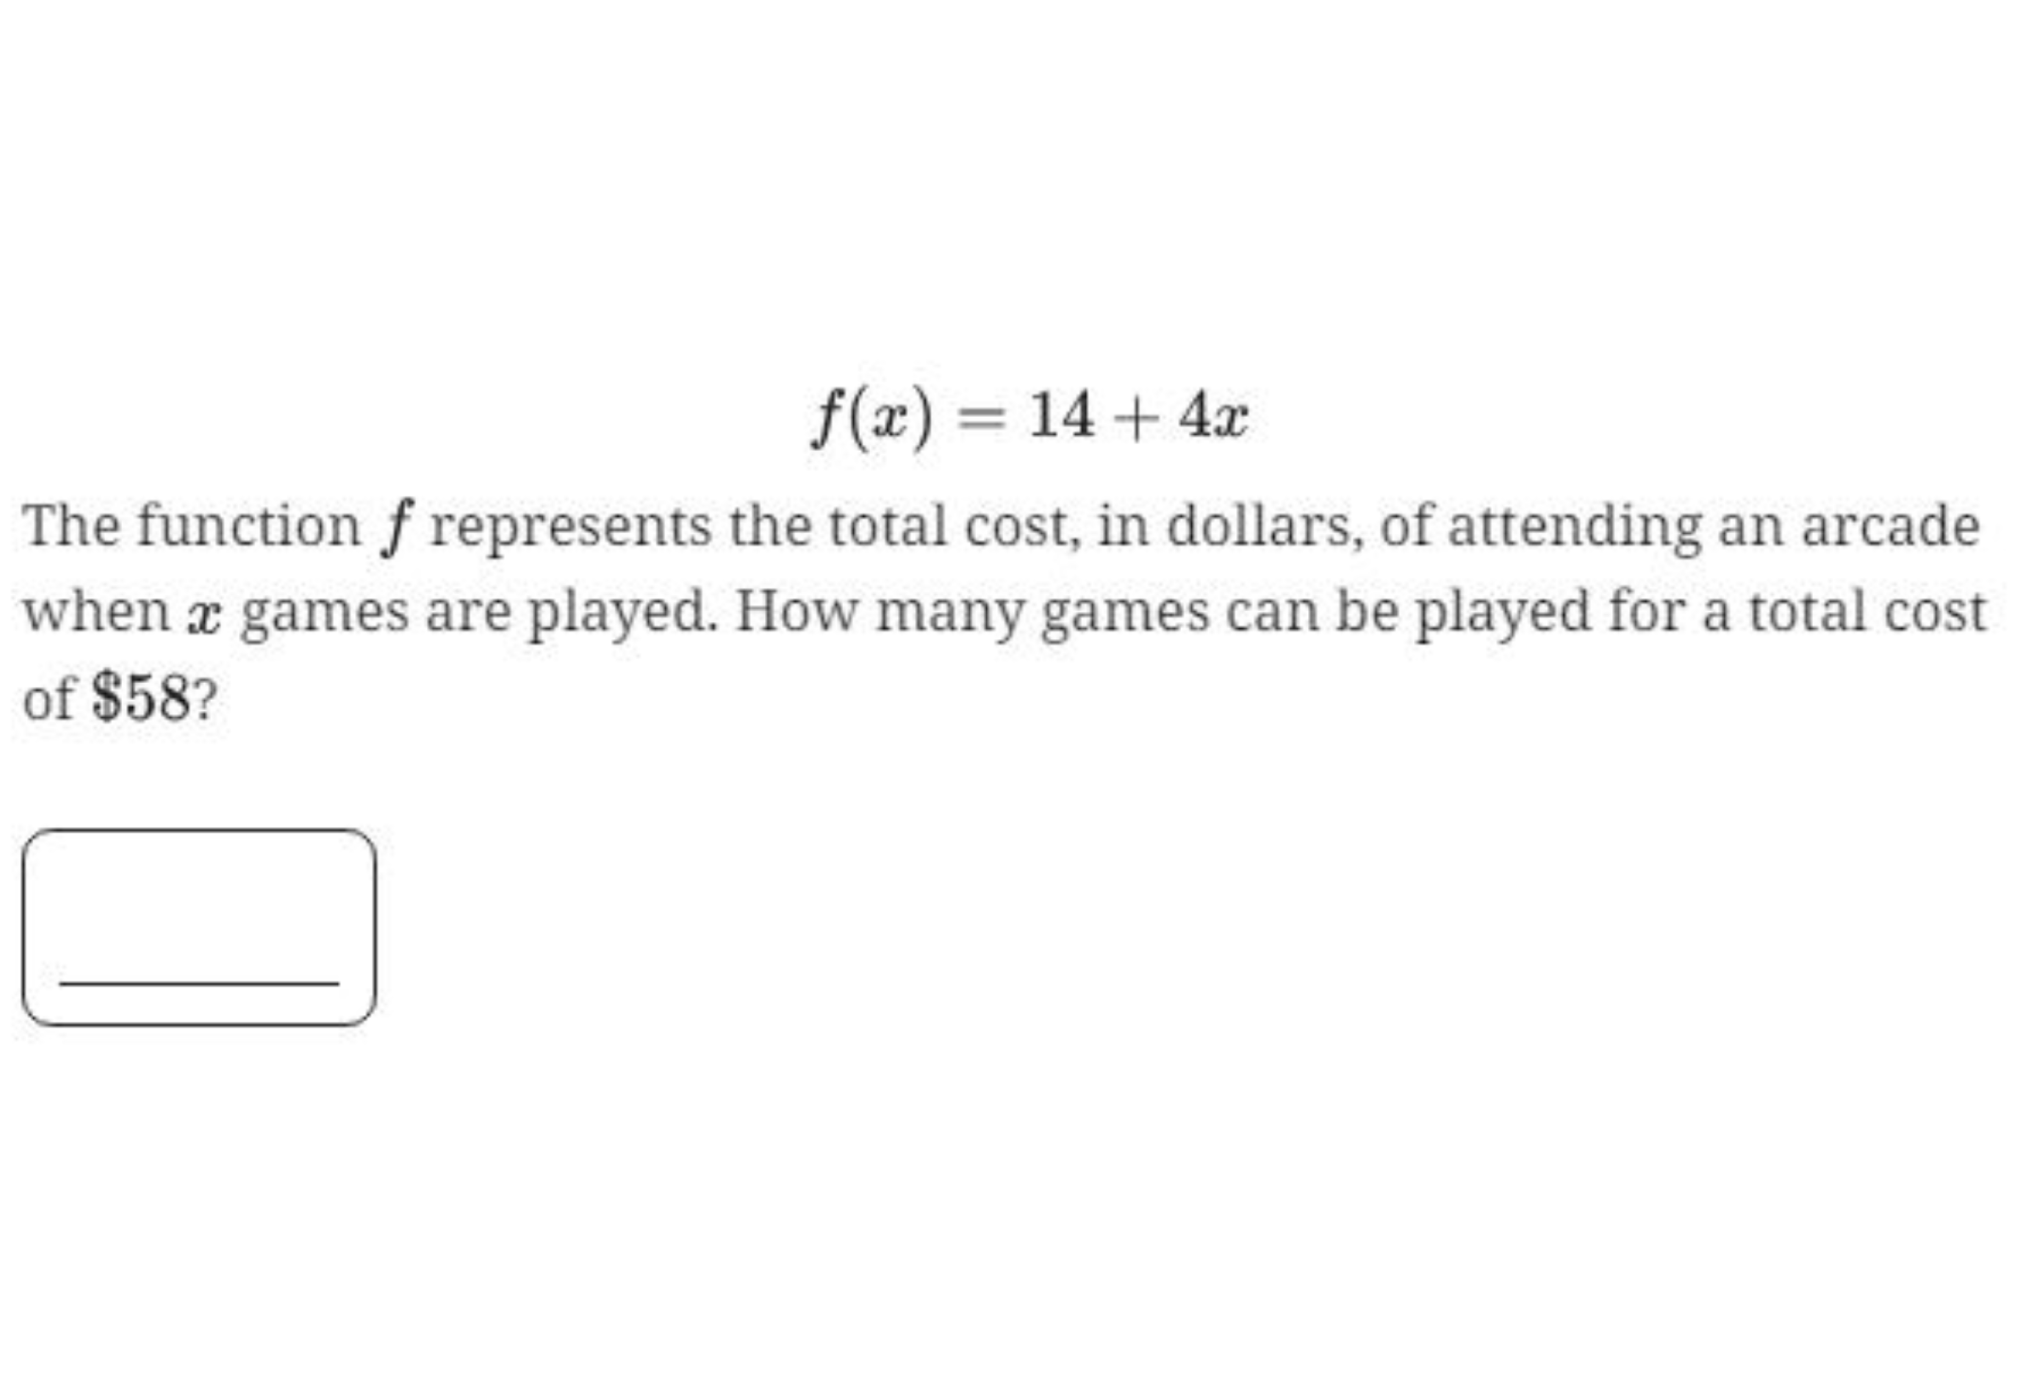 f(x) = 14 + 4x
The function f represents the total cost, in dollars, of attending an arcade
when x games are played. How many games can be played for a total cost
of $58?